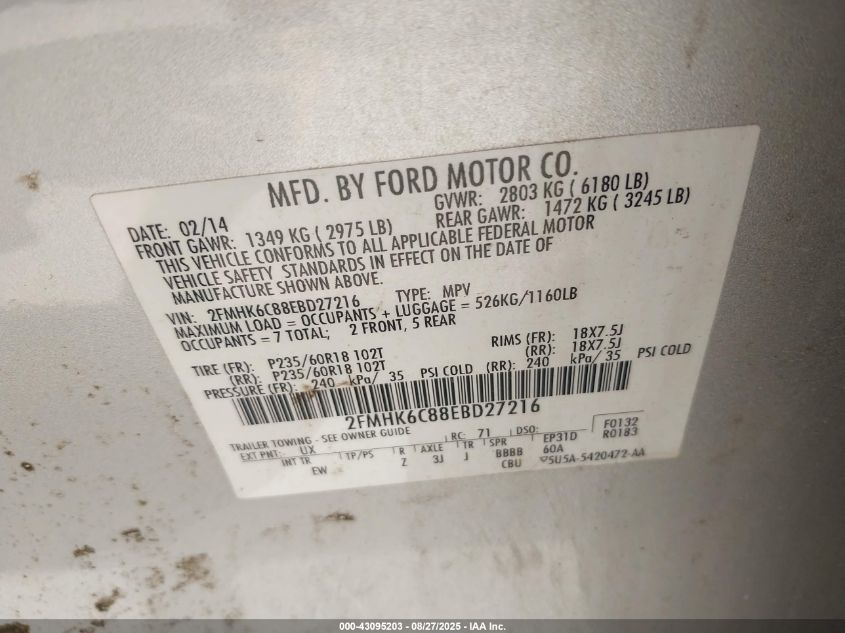 MFD. BY FORD MOTOR CO.
DATE: 02/14 GVWR: 2803 KG ( 6180 LB)
FRONT GAWR: 1349 KG ( 2975 LB) REAR GAWR: 1472 KG ( 3245 LB)
THIS VEHICLE CONFORMS TO ALL APPLICABLE FEDERAL MOTOR
VEHICLE SAFETY STANDARDS IN EFFECT ON THE DATE OF
MANUFACTURE SHOWN ABOVE.
VIN: 2FMHK6C88EBD27216 TYPE: MPV
MAXIMUM LOAD = OCCUPANTS + LUGGAGE = 526KG/1160LB
OCCUPANTS = 7 TOTAL; 2 FRONT, 5 REAR
TIRE (FR): P235/60R18 102T RIMS (FR): 18X7.5J
(RR): P235/60R18 102T (RR): 18X7.5J
PRESSURE (FR): 240 kPa/ 35 PSI COLD (RR): 240 kPa/ 35 PSI COLD
2FMHK6C88EBD27216
TRAILER TOWING - SEE OWNER GUIDE
EXT PNT: UX RC: 71 DSO: F0132
R0183
INT TR TP/PS R AXLE TR SPR EP31D
EW Z 3J J BBBB 60A
CBU 5U5A-5420472-AA
000-43095203 - 08/27/2025 - IAA Inc.